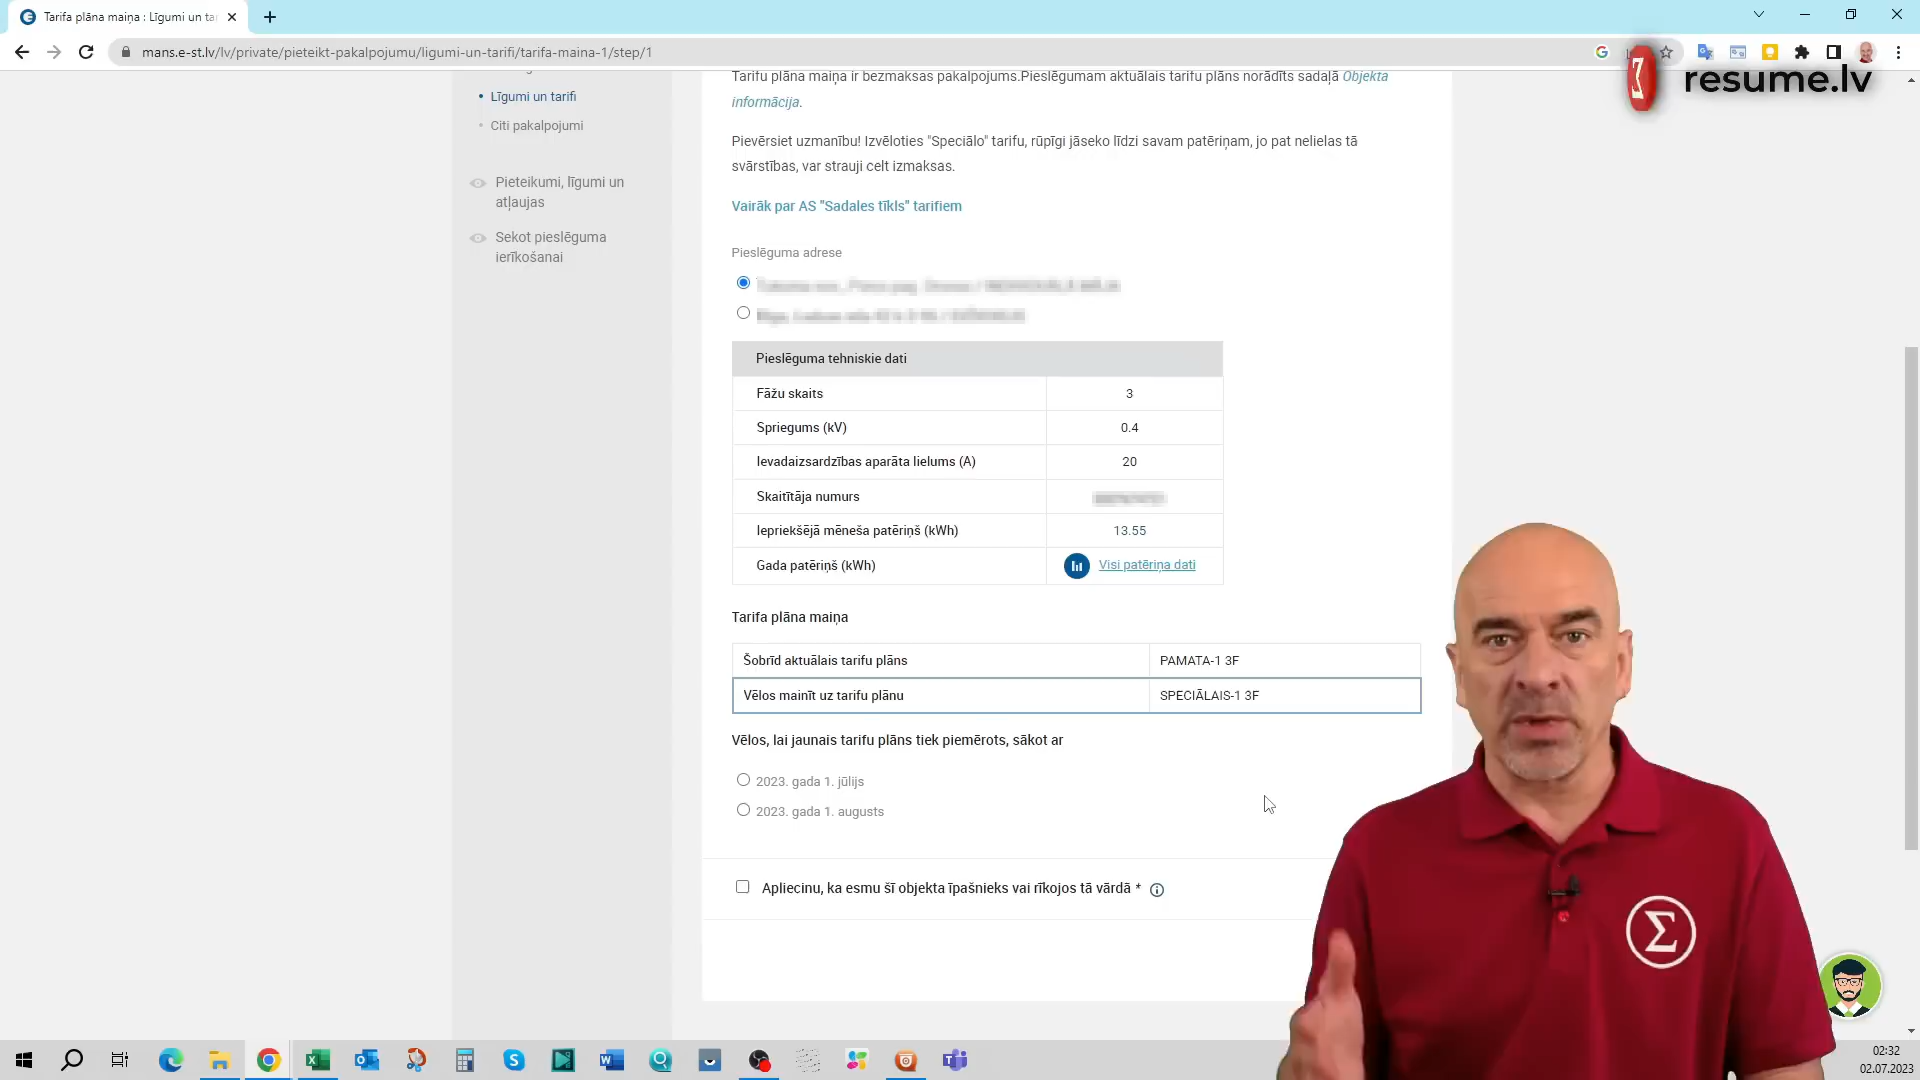 Tarifa plāna maiņa : Līgumi un ta
mans.e-st.lv/lv/private/pieteikt-pakalpojumu/ligumi-un-tarifi/tarifa-maina-1/step/1
resume.lv
Līgumi un tarifi
Citi pakalpojumi
Pieteikumi, līgumi un
atļaujas
Sekot pieslēguma
ierīkošanai
Tarifu plāna maiņa ir bezmaksas pakalpojums.Pieslēgumam aktuālais tarifu plāns norādīts sadaļā Objekta
informācija.
Pievērsiet uzmanību! Izvēloties "Speciālo" tarifu, rūpīgi jāseko līdzi savam patēriņam, jo pat nelielas tā
svārstības, var strauji celt izmaksas.
Vairāk par AS "Sadales tīkls" tarifiem
Pieslēguma adrese
Pieslēguma tehniskie dati
Fāžu skaits 3
Spriegums (kV) 0.4
Ievadaizsardzības aparāta lielums (A) 20
Skaitītāja numurs
Iepriekšējā mēneša patēriņš (kWh) 13.55
Gada patēriņš (kWh) Visi patēriņa dati
Tarifa plāna maiņa
Šobrīd aktuālais tarifu plāns PAMATA-1 3F
Vēlos mainīt uz tarifu plānu SPECIĀLAIS-1 3F
Vēlos, lai jaunais tarifu plāns tiek piemērots, sākot ar
2023. gada 1. jūlijs
2023. gada 1. augusts
Apliecinu, ka esmu šī objekta īpašnieks vai rīkojos tā vārdā *
Σ
02:32
02.07.2023